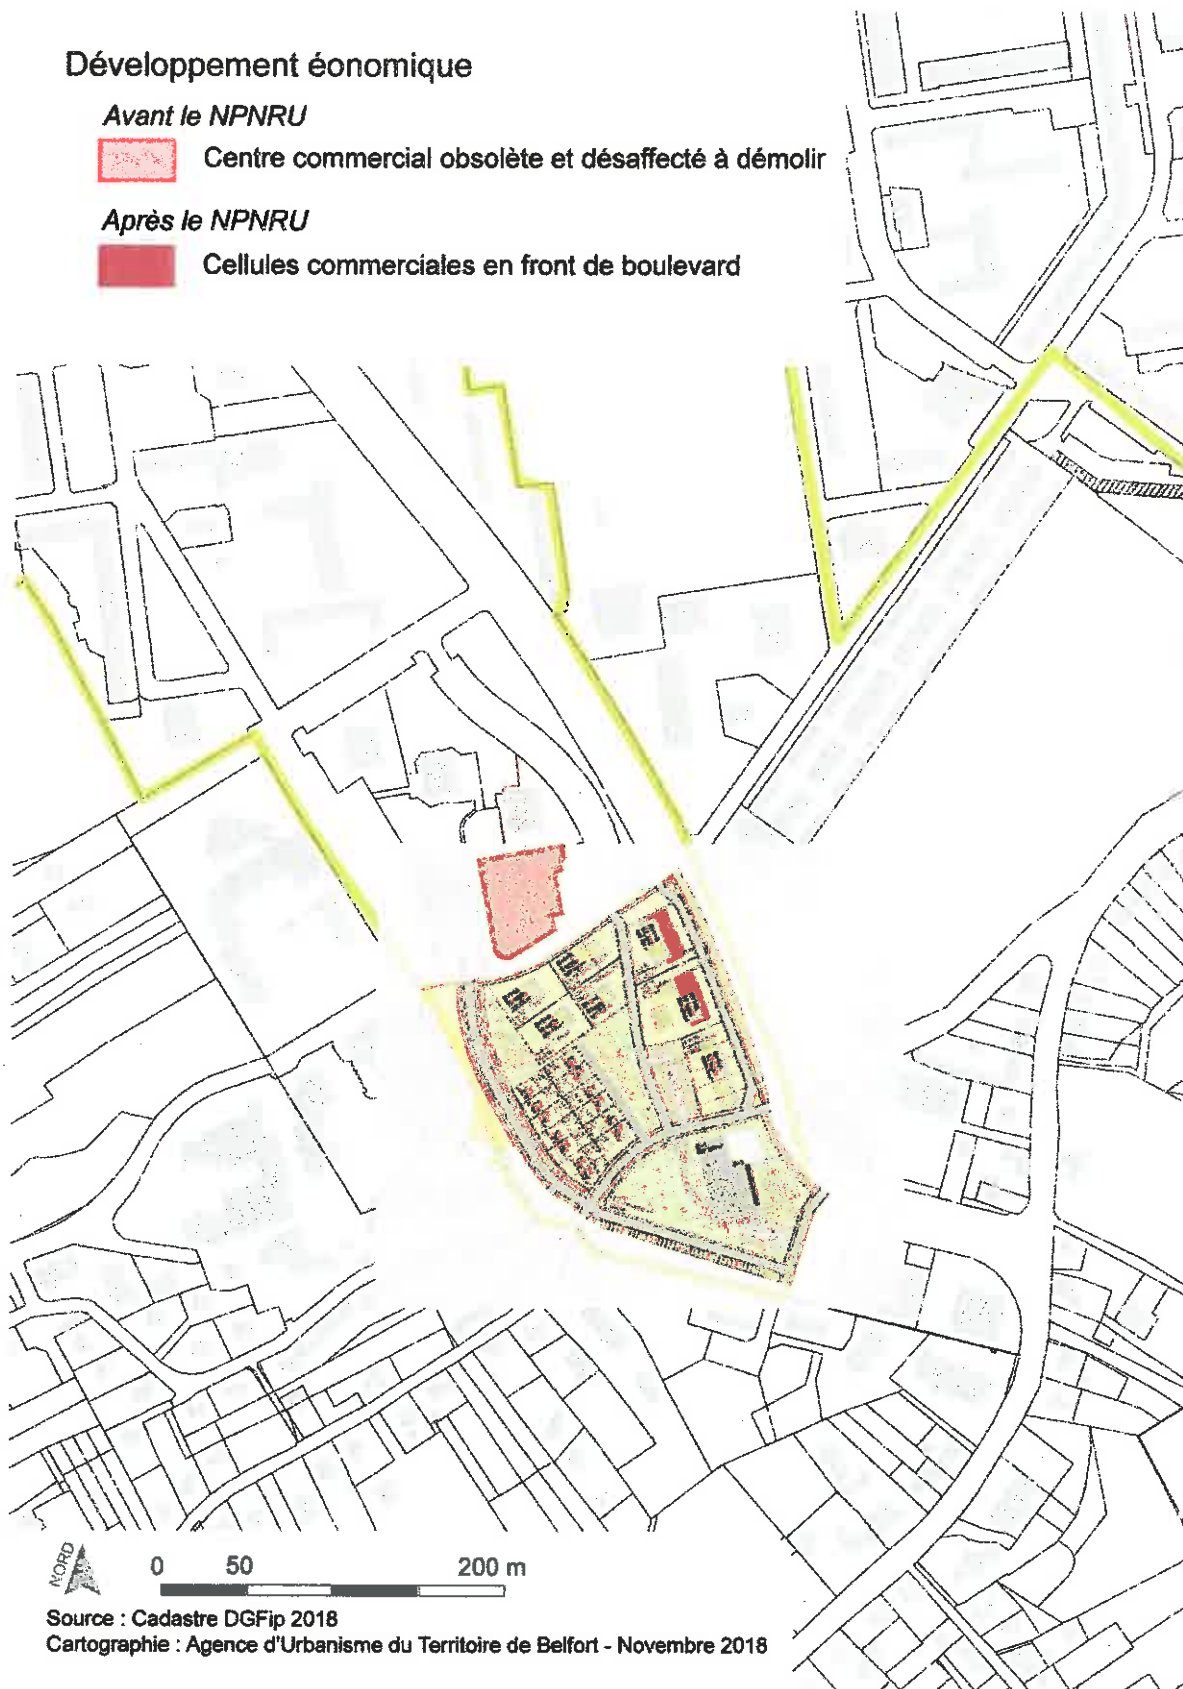 Développement éonomique
Avant le NPNRU
Centre commercial obsolète et désaffecté à démolir
Après le NPNRU
Cellules commerciales en front de boulevard
NORD
0 50 200 m
Source : Cadastre DGFip 2018
Cartographie : Agence d'Urbanisme du Territoire de Belfort - Novembre 2018